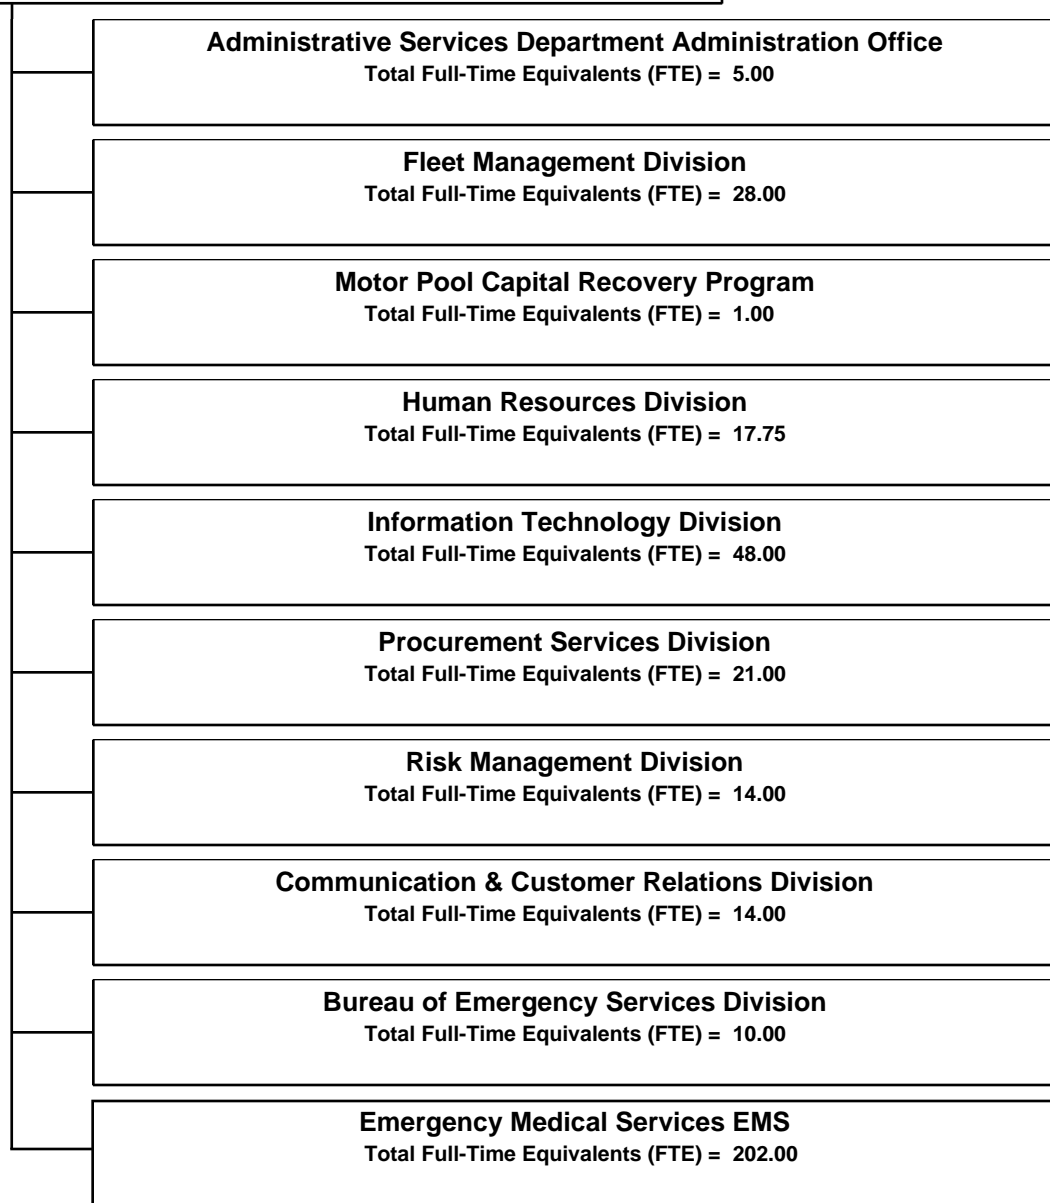 Administrative Services Department Administration Office
Total Full-Time Equivalents (FTE) = 5.00
Fleet Management Division
Total Full-Time Equivalents (FTE) = 28.00
Motor Pool Capital Recovery Program
Total Full-Time Equivalents (FTE) = 1.00
Human Resources Division
Total Full-Time Equivalents (FTE) = 17.75
Information Technology Division
Total Full-Time Equivalents (FTE) = 48.00
Procurement Services Division
Total Full-Time Equivalents (FTE) = 21.00
Risk Management Division
Total Full-Time Equivalents (FTE) = 14.00
Communication & Customer Relations Division
Total Full-Time Equivalents (FTE) = 14.00
Bureau of Emergency Services Division
Total Full-Time Equivalents (FTE) = 10.00
Emergency Medical Services EMS
Total Full-Time Equivalents (FTE) = 202.00